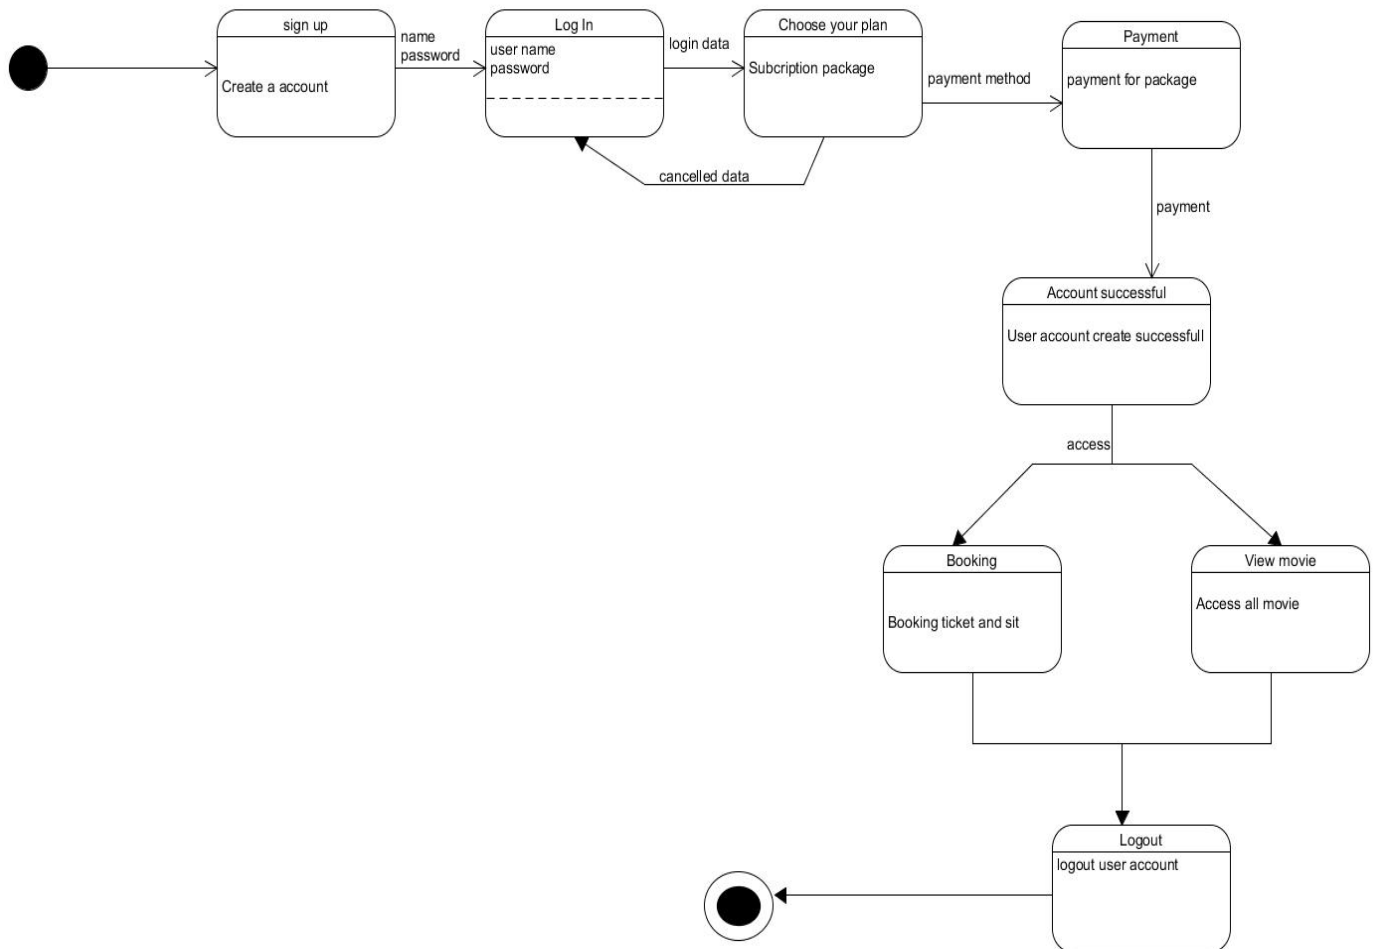 sign up
Create a account
name
password
Log In
user name
password
login data
Choose your plan
Subcription package
cancelled data
payment method
Payment
payment for package
payment
Account successful
User account create successfull
access
Booking
Booking ticket and sit
View movie
Access all movie
Logout
logout user account